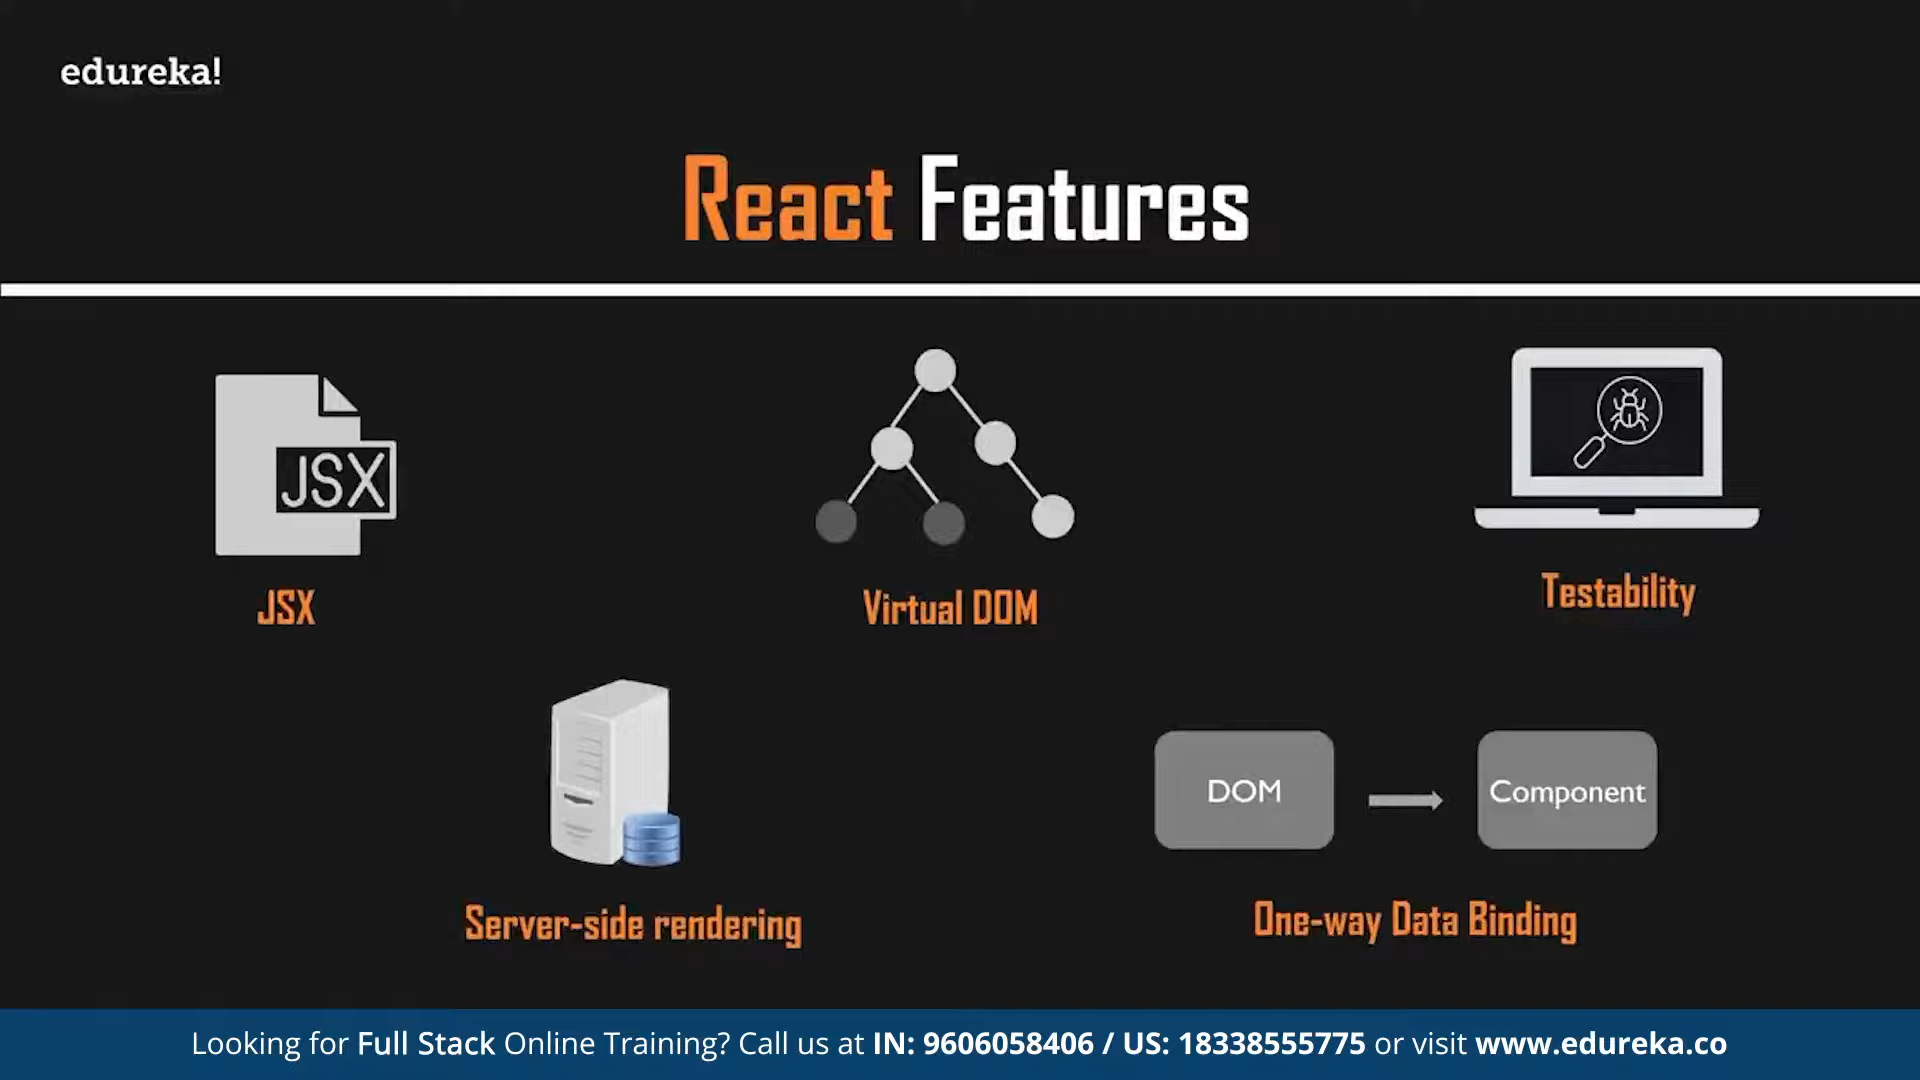 edureka!
React Features
JSX
JSX
Virtual DOM
Testability
Server-side rendering
DOM
Component
One-way Data Binding
Looking for Full Stack Online Training? Call us at IN: 9606058406 / US: 18338555775 or visit www.edureka.co